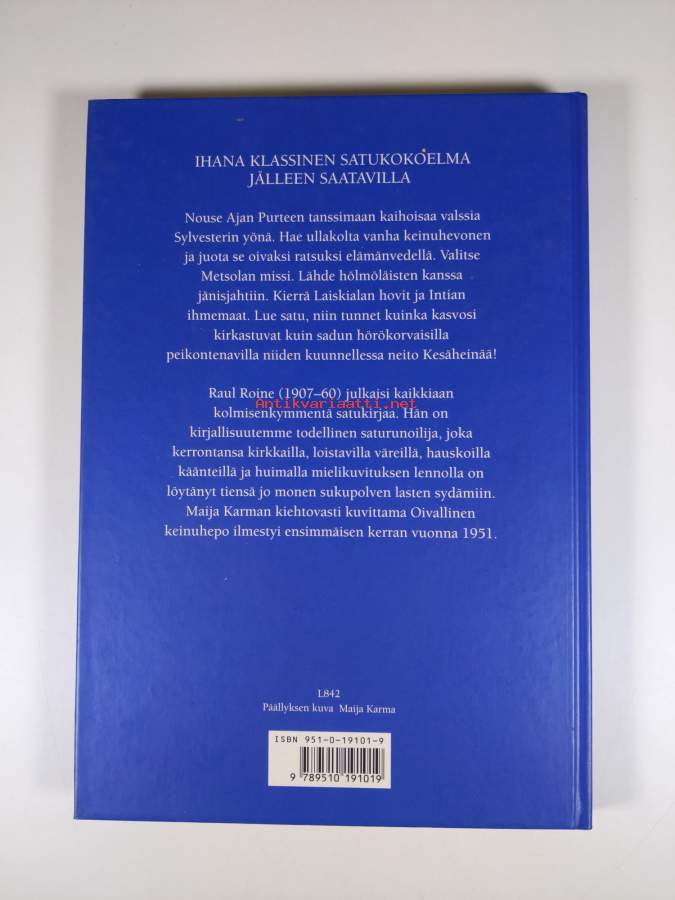 IHANA KLASSINEN SATUKOKOELMA
JÄLLEEN SAATAVILLA
Nouse Ajan Purteen tanssimaan kaihoisaa valssia
Sylvesterin yönä. Hae ullakolta vanha keinuhevonen
ja juota se oivaksi ratsuksi elämänvedellä. Valitse
Metsolan missi. Lähde hölmöläisten kanssa
jänisjahtiin. Kierrä Laiskialan hovit ja Intian
ihmemaat. Lue satu, niin tunnet kuinka kasvosi
kirkastuvat kuin sadun hörökorvaisilla
peikontenavilla niiden kuunnellessa neito Kesäheinää!
Raul Roine (1907–60) julkaisi kaikkiaan
Antikvariaatti.net
kolmisenkymmentä satukirjaa. Hän on
kirjallisuutemme todellinen saturunoilija, joka
kerrontansa kirkkailla, loistavilla väreillä, hauskoilla
käänteillä ja huimalla mielikuvituksen lennolla on
löytänyt tiensä jo monen sukupolven lasten sydämiin.
Maija Karman kiehtovasti kuvittama Oivallinen
keinuhepo ilmestyi ensimmäisen kerran vuonna 1951.
L842
Päällyksen kuva Maija Karma
ISBN 951-0-19101-9
9 789510 191019